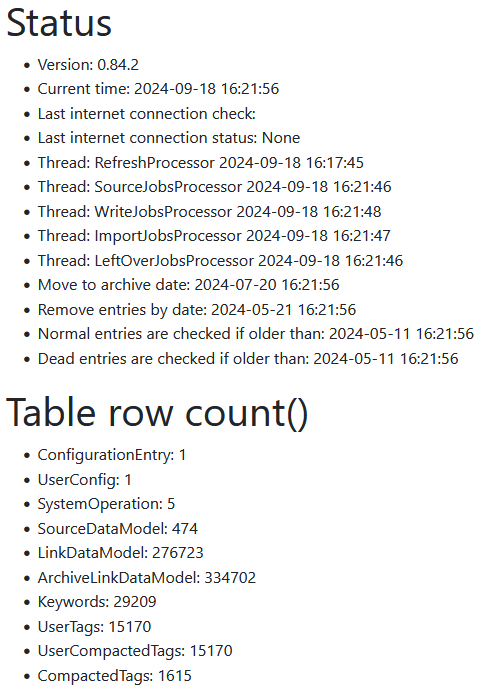 Status
Version: 0.84.2
Current time: 2024-09-18 16:21:56
Last internet connection check:
Last internet connection status: None
Thread: RefreshProcessor 2024-09-18 16:17:45
Thread: SourceJobsProcessor 2024-09-18 16:21:46
Thread: WriteJobsProcessor 2024-09-18 16:21:48
Thread: ImportJobsProcessor 2024-09-18 16:21:47
Thread: LeftOverJobsProcessor 2024-09-18 16:21:46
Move to archive date: 2024-07-20 16:21:56
Remove entries by date: 2024-05-21 16:21:56
Normal entries are checked if older than: 2024-05-11 16:21:56
Dead entries are checked if older than: 2024-05-11 16:21:56
Table row count()
ConfigurationEntry: 1
UserConfig: 1
SystemOperation: 5
SourceDataModel: 474
LinkDataModel: 276723
ArchiveLinkDataModel: 334702
Keywords: 29209
UserTags: 15170
UserCompactedTags: 15170
CompactedTags: 1615